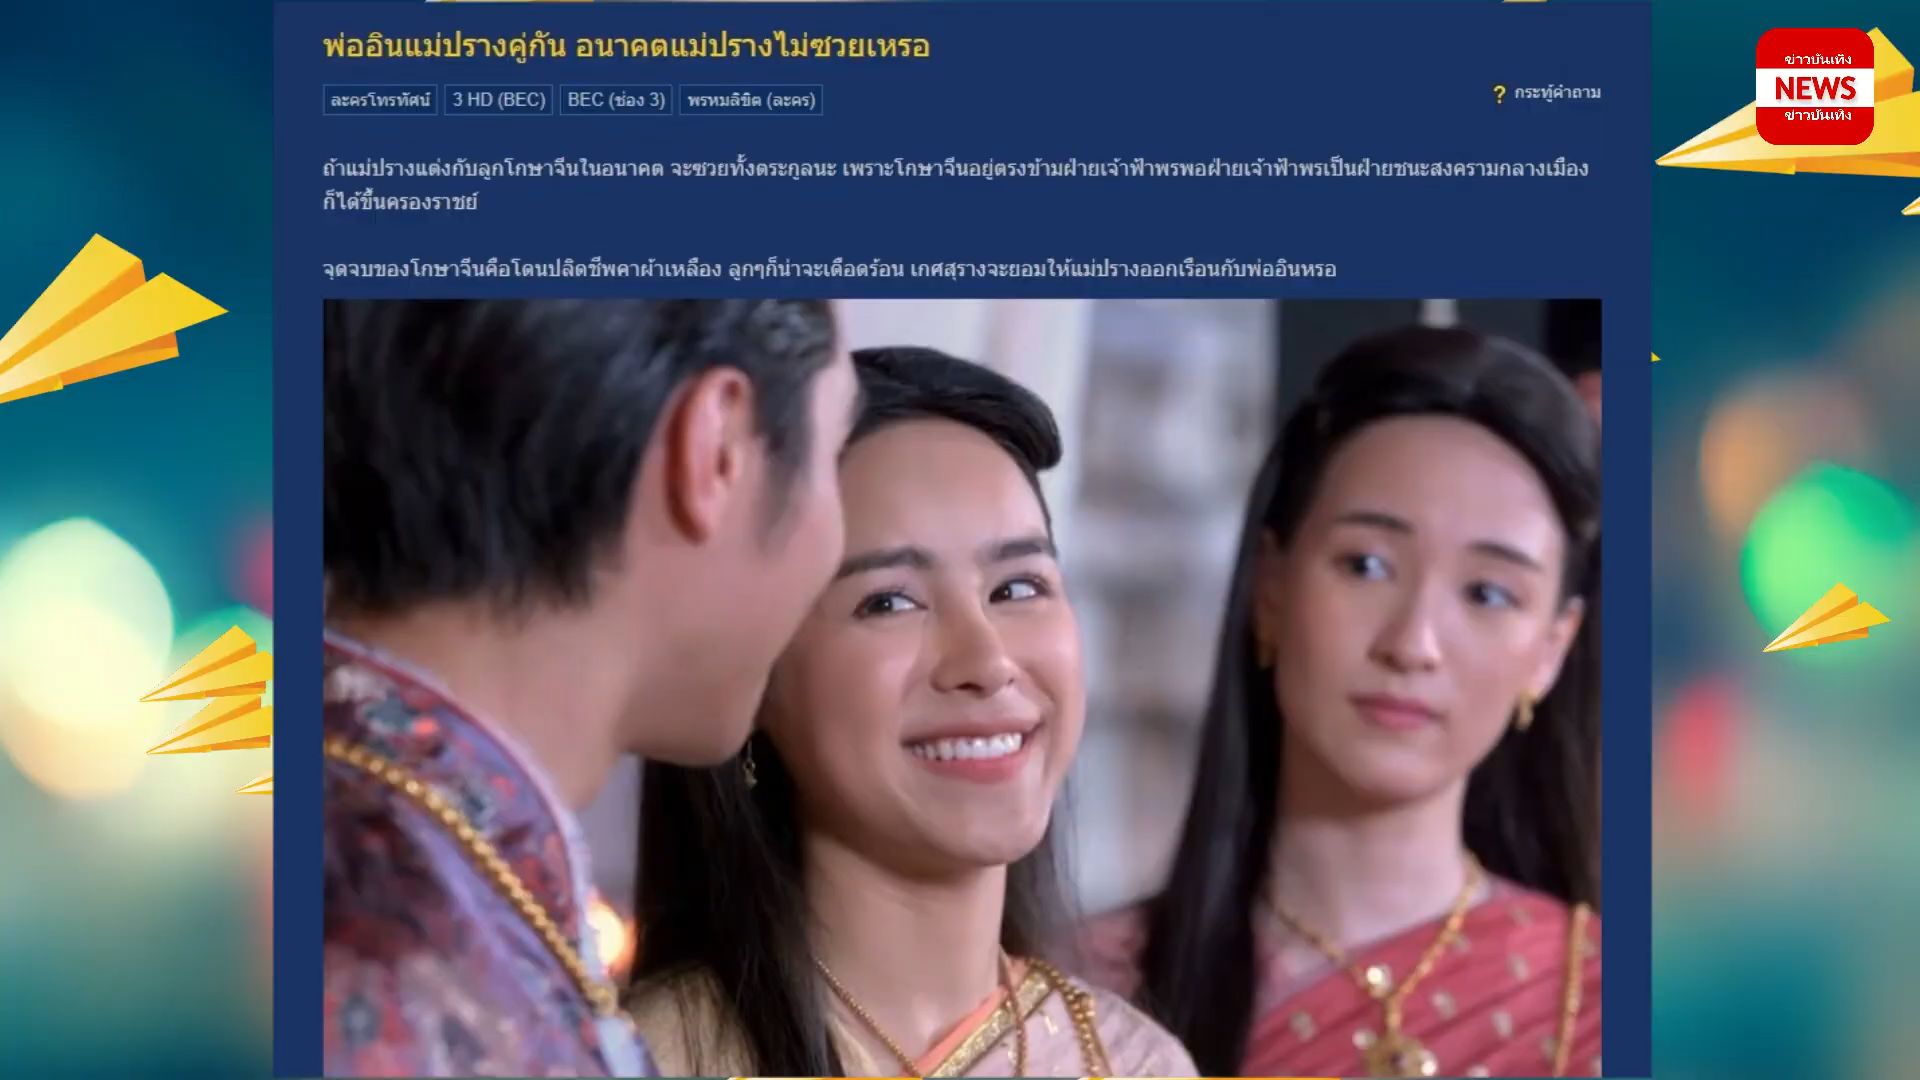 พ่ออินแม่ปรางคู่กัน อนาคตแม่ปรางไม่ซวยเหรอ
ละครโทรทัศน์ 3 HD (BEC) BEC (ช่อง 3) พรหมลิขิต (ละคร)
? กระทู้คำถาม
ข่าวบันเทิง
NEWS
ข่าวบันเทิง
ถ้าแม่ปรางแต่งกับลูกโกษาจีนในอนาคต จะซวยทั้งตระกูลนะ เพราะโกษาจีนอยู่ตรงข้ามฝ่ายเจ้าฟ้าพรพอฝ่ายเจ้าฟ้าพรเป็นฝ่ายชนะสงครามกลางเมือง
ก็ได้ขึ้นครองราชย์
จุดจบของโกษาจีนคือโดนปลิดชีพคาผ้าเหลือง ลูกๆก็น่าจะเดือดร้อน เกศสุรางจะยอมให้แม่ปรางออกเรือนกับพ่ออินหรอ